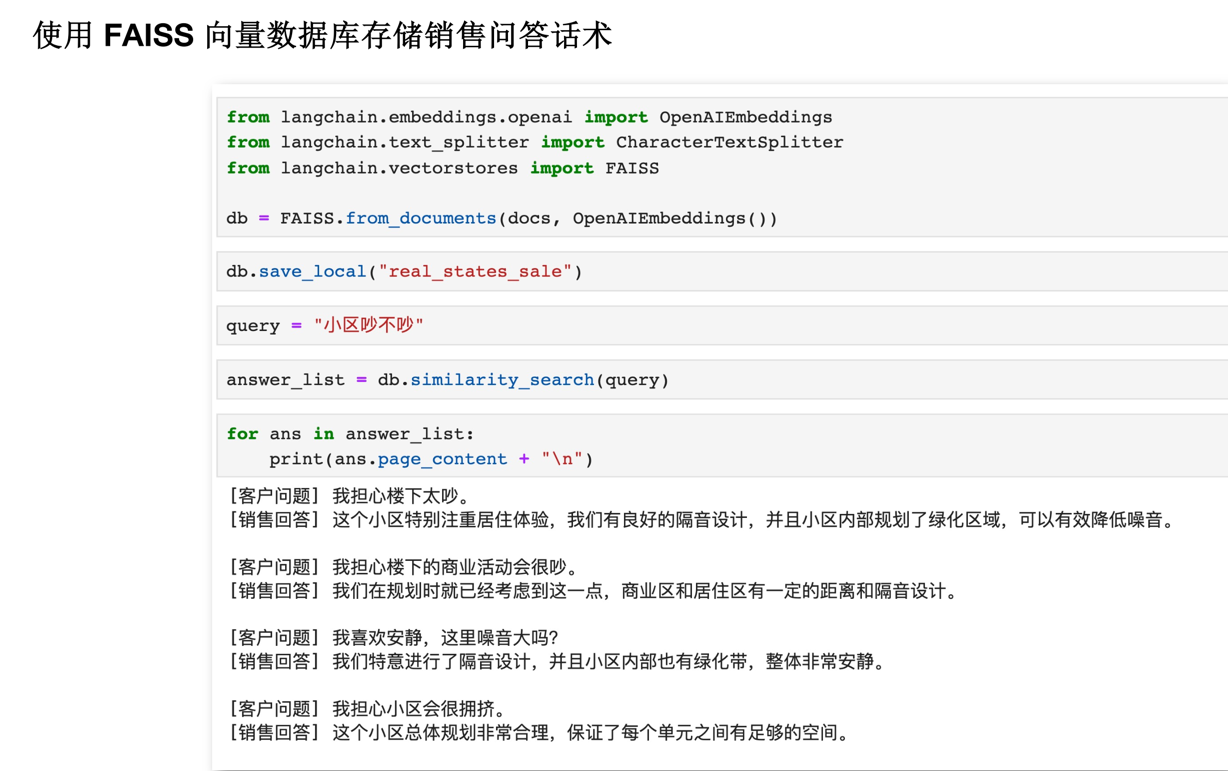 使用 FAISS 向量数据库存储销售问答话术
from langchain.embeddings.openai import OpenAIEmbeddings
from langchain.text_splitter import CharacterTextSplitter
from langchain.vectorstores import FAISS
db = FAISS.from_documents(docs, OpenAIEmbeddings())
db.save_local("real_states_sale")
query = "小区吵不吵"
answer_list = db.similarity_search(query)
for ans in answer_list:
    print(ans.page_content + "\n")
[客户问题] 我担心楼下太吵。
[销售回答] 这个小区特别注重居住体验，我们有良好的隔音设计，并且小区内部规划了绿化区域，可以有效降低噪音。
[客户问题] 我担心楼下的商业活动会很吵。
[销售回答] 我们在规划时就已经考虑到这一点，商业区和居住区有一定的距离和隔音设计。
[客户问题] 我喜欢安静，这里噪音大吗?
[销售回答] 我们特意进行了隔音设计，并且小区内部也有绿化带，整体非常安静。
[客户问题] 我担心小区会很拥挤。
[销售回答] 这个小区总体规划非常合理，保证了每个单元之间有足够的空间。